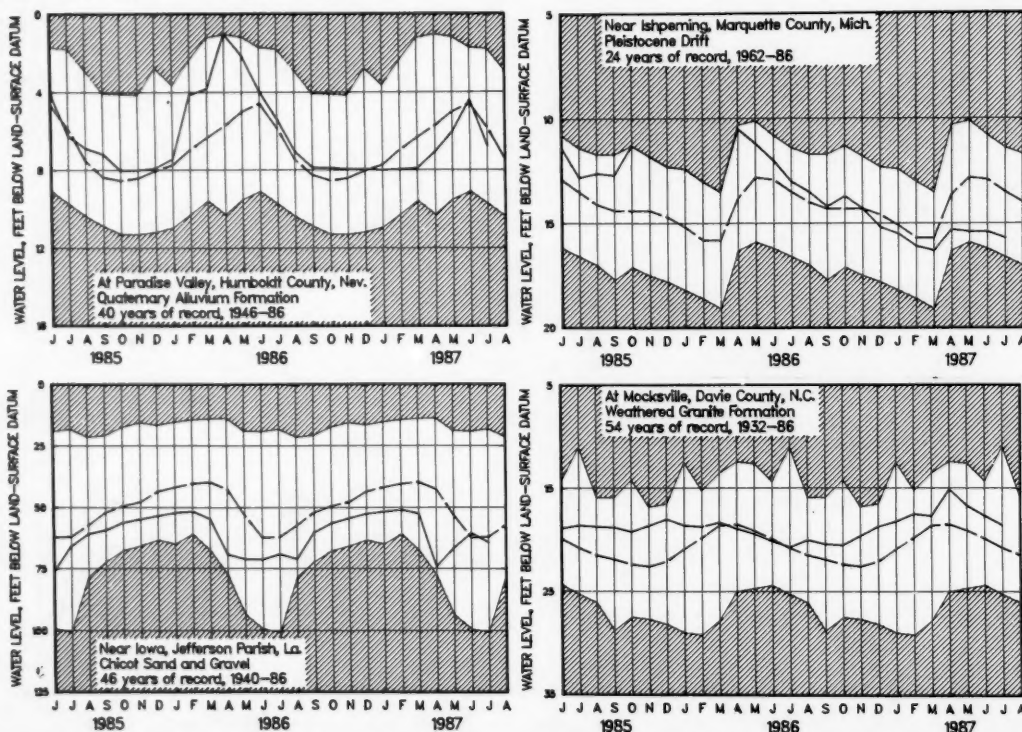 WATER LEVEL, FEET BELOW LAND-SURFACE DATUM
0
4
8
12
At Paradise Valley, Humboldt County, Nev.
Quaternary Alluvium Formation
40 years of record, 1946-86
J J A S O N D J F M A M J J A S O N D J F M A M J J A
1985 1986 1987
WATER LEVEL, FEET BELOW LAND-SURFACE DATUM
5
10
15
20
Near Ishpeming, Marquette County, Mich.
Pleistocene Drift
24 years of record, 1962-86
J J A S O N D J F M A M J J A S O N D J F M A M J J A
1985 1986 1987
WATER LEVEL, FEET BELOW LAND-SURFACE DATUM
25
50
75
100
125
Near Iowa, Jefferson Parish, La.
Chicot Sand and Gravel
46 years of record, 1940-86
J J A S O N D J F M A M J J A S O N D J F M A M J J A
1985 1986 1987
WATER LEVEL, FEET BELOW LAND-SURFACE DATUM
5
15
25
35
At Mocksville, Davie County, N.C.
Weathered Granite Formation
54 years of record, 1932-86
J J A S O N D J F M A M J J A S O N D J F M A M J J A
1985 1986 1987